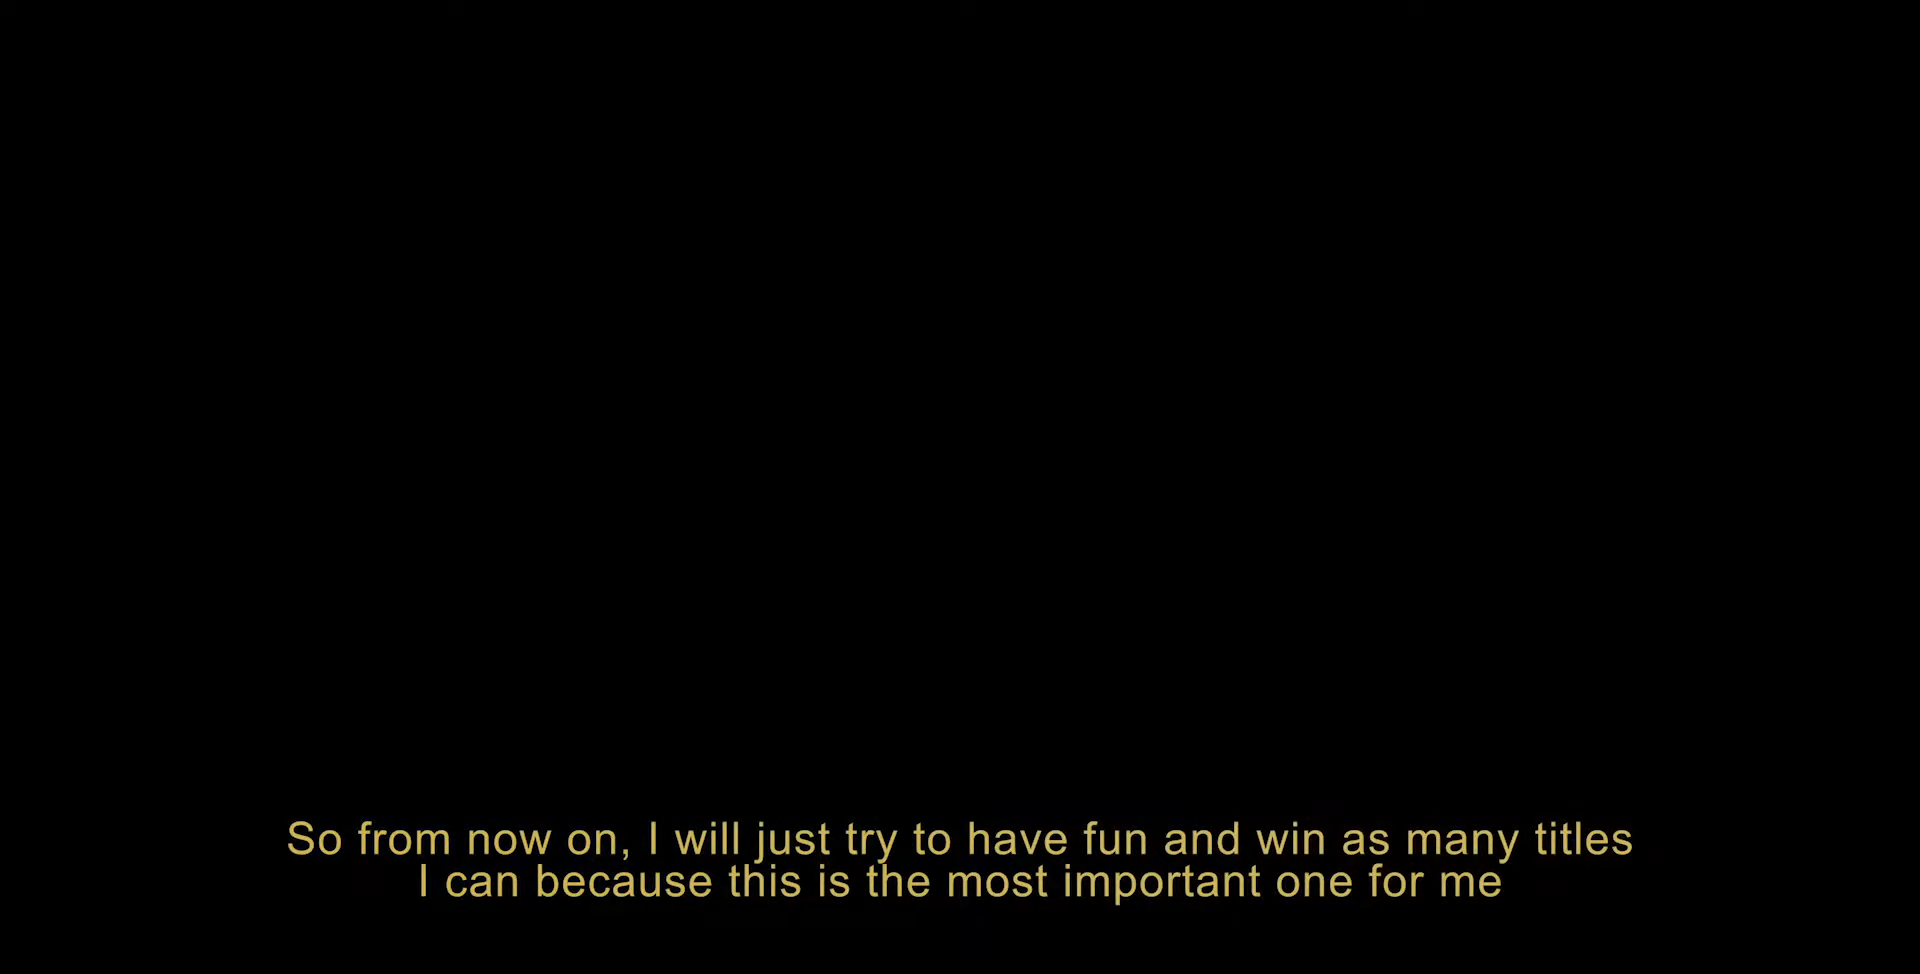 So from now on, I will just try to have fun and win as many titles
I can because this is the most important one for me